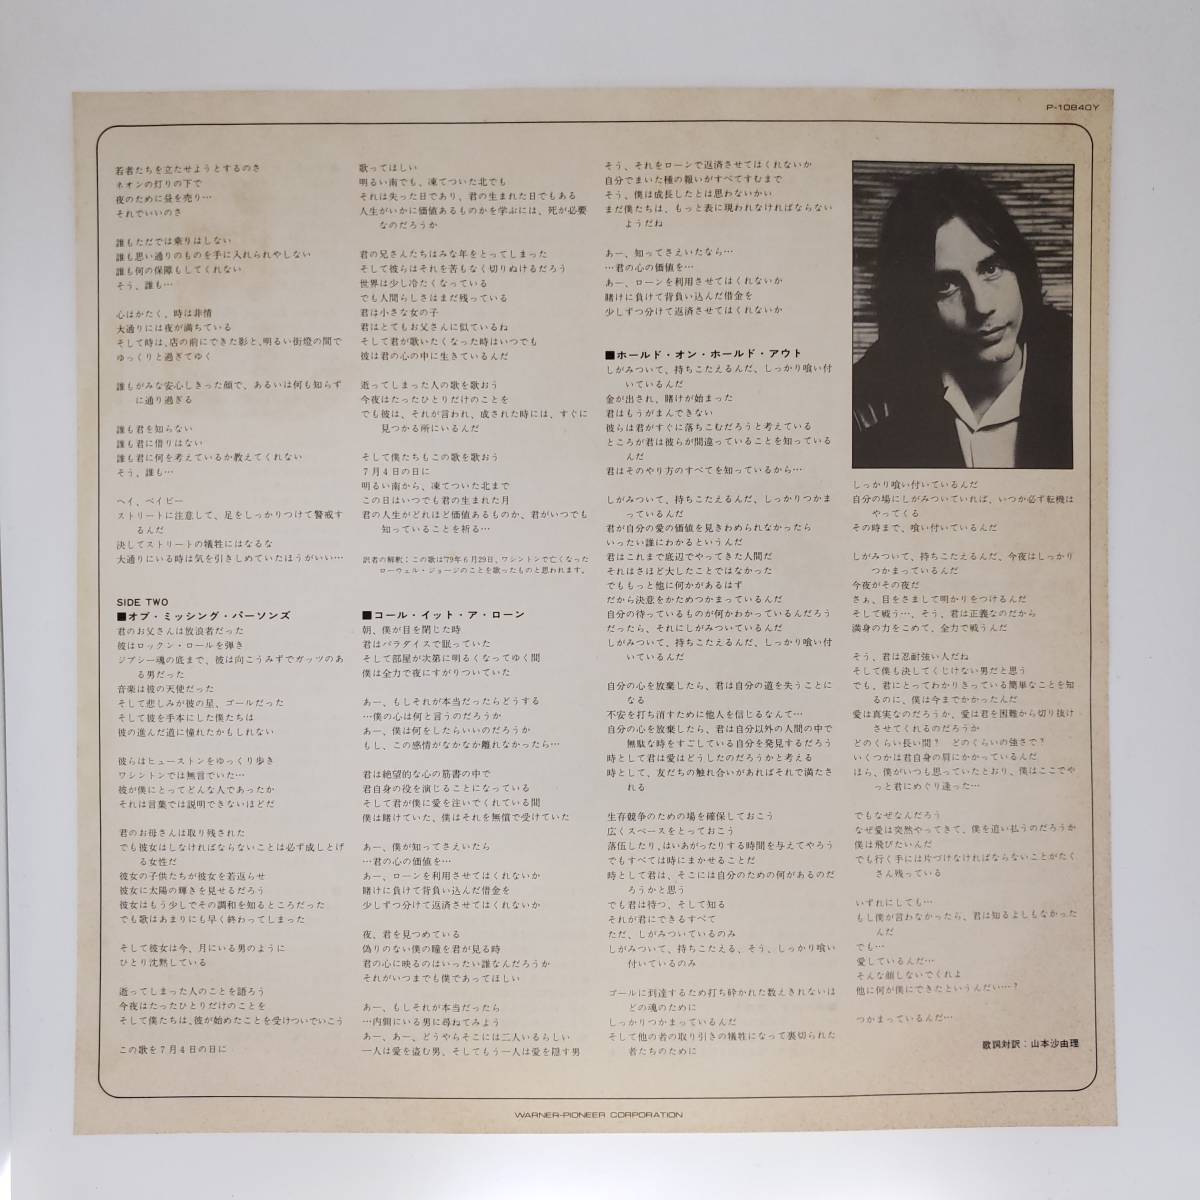 P-10840Y
若者たちを立たせようとするのさ
ネオンの灯りの下で
夜のために昼を売り…
それでいいのさ
誰もただでは乗りはしない
誰も思い通りのものを手に入れられやしない
誰も何の保障もしてくれない
そう、誰も…
心はかたく、時は非情
大通りには夜が満ちている
そして時は、店の前にできた影と、明るい街燈の間で
ゆっくりと過ぎてゆく
誰もがみな安心しきった顔で、あるいは何も知らず
に通り過ぎる
誰も君を知らない
誰も君に借りはない
誰も君に何を考えているか教えてくれない
そう、誰も…
ヘイ、ベイビー
ストリートに注意して、足をしっかりつけて警戒す
るんだ
決してストリートの犠牲にはなるな
大通りにいる時は気を引きしめていたほうがいい…
SIDE TWO
■オブ・ミッシング・パーソンズ
君のお父さんは放浪者だった
彼はロックン・ロールを弾き
ジプシー魂の底まで、彼は向こうみずでガッツのあ
る男だった
音楽は彼の天使だった
そして悲しみが彼の星、ゴールだった
そして彼を手本にした僕たちは
彼の進んだ道に憧れたかもしれない
彼らはヒューストンをゆっくり歩き
ワシントンでは無言でいた…
彼が僕にとってどんな人であったか
それは言葉では説明できないほどだ
君のお母さんは取り残された
でも彼女はしなければならないことは必ず成しとげ
る女性だ
彼女の子供たちが彼女を若返らせ
彼女に太陽の輝きを見せるだろう
彼女はもう少しでその調和を知るところだった
でも歌はあまりにも早く終わってしまった
そして彼女は今、月にいる男のように
ひとり沈黙している
逝ってしまった人のことを語ろう
今夜はたったひとりだけのことを
そして僕たちは、彼が始めたことを受けついでいこう
この歌を7月4日の日に
歌ってほしい
明るい南でも、凍てついた北でも
それは失った日であり、君の生まれた日でもある
人生がいかに価値あるものかを学ぶには、死が必要
なのだろうか
君の兄さんたちはみな年をとってしまった
そして彼らはそれを苦もなく切りぬけるだろう
世界は少し冷たくなっている
でも人間らしさはまだ残っている
君は小さな女の子
君はとてもお父さんに似ているね
そして君が歌いたくなった時はいつでも
彼は君の心の中に生きているんだ
逝ってしまった人の歌を歌おう
今夜はたったひとりだけのことを
でも彼は、それが言われ、成された時には、すぐに
見つかる所にいるんだ
そして僕たちもこの歌を歌おう
7月4日の日に
明るい南から、凍てついた北まで
この日はいつでも君の生まれた月
君の人生がどれほど価値あるものか、君がいつでも
知っていることを祈る…
訳者の解釈：この歌は'79年6月29日、ワシントンで亡くなった
ローウェル・ジョージのことを歌ったものと思われます。
■コール・イット・ア・ローン
朝、僕が目を閉じた時
君はパラダイスで眠っていた
そして部屋が次第に明るくなってゆく間
僕は全力で夜にすがりついていた
あー、もしそれが本当だったらどうする
…僕の心は何と言うのだろうか
あー、僕は何をしたらいいのだろうか
もし、この感情がなかなか離れなかったら…
君は絶望的な心の筋書の中で
君自身の役を演じることになっている
そして君が僕に愛を注いでくれている間
僕は賭けていた、僕はそれを無償で受けていた
あー、僕が知ってさえいたら
…君の心の価値を…
あー、ローンを利用させてはくれないか
賭けに負けて背負い込んだ借金を
少しずつ分けて返済させてはくれないか
夜、君を見つめている
偽りのない僕の瞳を君が見る時
君の心に映るのはいったい誰なんだろうか
それがいつまでも僕であってほしい
あー、もしそれが本当だったら
…内側にいる男に尋ねてみよう
あー、あー、どうやらそこには二人いるらしい
一人は愛を盗む男、そしてもう一人は愛を隠す男
そう、それをローンで返済させてはくれないか
自分でまいた種の報いがすべてすむまで
そう、僕は成長したとは思わないかい
まだ僕たちは、もっと表に現われなければならない
ようだね
あー、知ってさえいたなら…
…君の心の価値を…
あー、ローンを利用させてはくれないか
賭けに負けて背負い込んだ借金を
少しずつ分けて返済させてはくれないか
■ホールド・オン・ホールド・アウト
しがみついて、持ちこたえるんだ、しっかり喰い付
いているんだ
金が出され、賭けが始まった
君はもうがまんできない
彼らは君がすぐに落ちこむだろうと考えている
ところが君は彼らが間違っていることを知っている
んだ
君はそのやり方のすべてを知っているから…
しがみついて、持ちこたえるんだ、しっかりつかま
っているんだ
君が自分の愛の価値を見きわめられなかったら
いったい誰にわかるというんだ
君はこれまで底辺でやってきた人間だ
それはさほど大したことではなかった
でももっと他に何かがあるはず
だから決意をかためつかまっているんだ
自分の待っているものが何かわかっているんだろう
だったら、それにしがみついているんだ
しがみついて、持ちこたえるんだ、しっかり喰い付
いているんだ
自分の心を放棄したら、君は自分の道を失うことに
なる
不安を打ち消すために他人を信じるなんて…
自分の心を放棄したら、君は自分以外の人間の中で
無駄な時をすごしている自分を発見するだろう
時として君は愛はどうしたのだろうかと考える
時として、友だちの触れ合いがあればそれで満たさ
れる
生存競争のための場を確保しておこう
広くスペースをとっておこう
落伍したり、はいあがったりする時間を与えてやろう
でもすべては時にまかせることだ
時として君は、そこには自分のための何があるのだ
ろうかと思う
でも君は待つ、そして知る
それが君にできるすべて
ただ、しがみついているのみ
しがみついて、持ちこたえる、そう、しっかり喰い
付いているのみ
ゴールに到達するため打ち砕かれた数えきれないほ
どの魂のために
しっかりつかまっているんだ
そして他の者の取り引きの犠牲になって裏切られた
者たちのために
しっかり喰い付いているんだ
自分の場にしがみついていれば、いつか必ず転機は
やってくる
その時まで、喰い付いているんだ
しがみついて、持ちこたえるんだ、今夜はしっかり
つかまっているんだ
今夜がその夜だ
さぁ、目をさまして明かりをつけるんだ
そして戦う…、そう、君は正義なのだから
満身の力をこめて、全力で戦うんだ
そう、君は忍耐強い人だね
そして僕も決してくじけない男だと思う
でも、君にとってわかりきっている簡単なことを知
るのに、僕は今までかかったんだ
愛は真実なのだろうか、愛は君を困難から切り抜け
させてくれるのだろうか
どのくらい長い間？　どのくらいの強さで？
いくつかは君自身の肩にかかっているんだ
ほら、僕がいつも思っていたとおり、僕はここでや
っと君にめぐり逢った…
でもなぜなんだろう
なぜ愛は突然やってきて、僕を追い払うのだろうか
僕は飛びたいんだ
でも行く手には片づけなければならないことがたく
さん残っている
いずれにしても…
もし僕が言わなかったら、君は知るよしもなかった
んだ
でも…
愛しているんだ…
そんな顔しないでくれよ
他に何が僕にできたというんだい…？
つかまっているんだ…
歌詞対訳：山本沙由理
WARNER-PIONEER CORPORATION